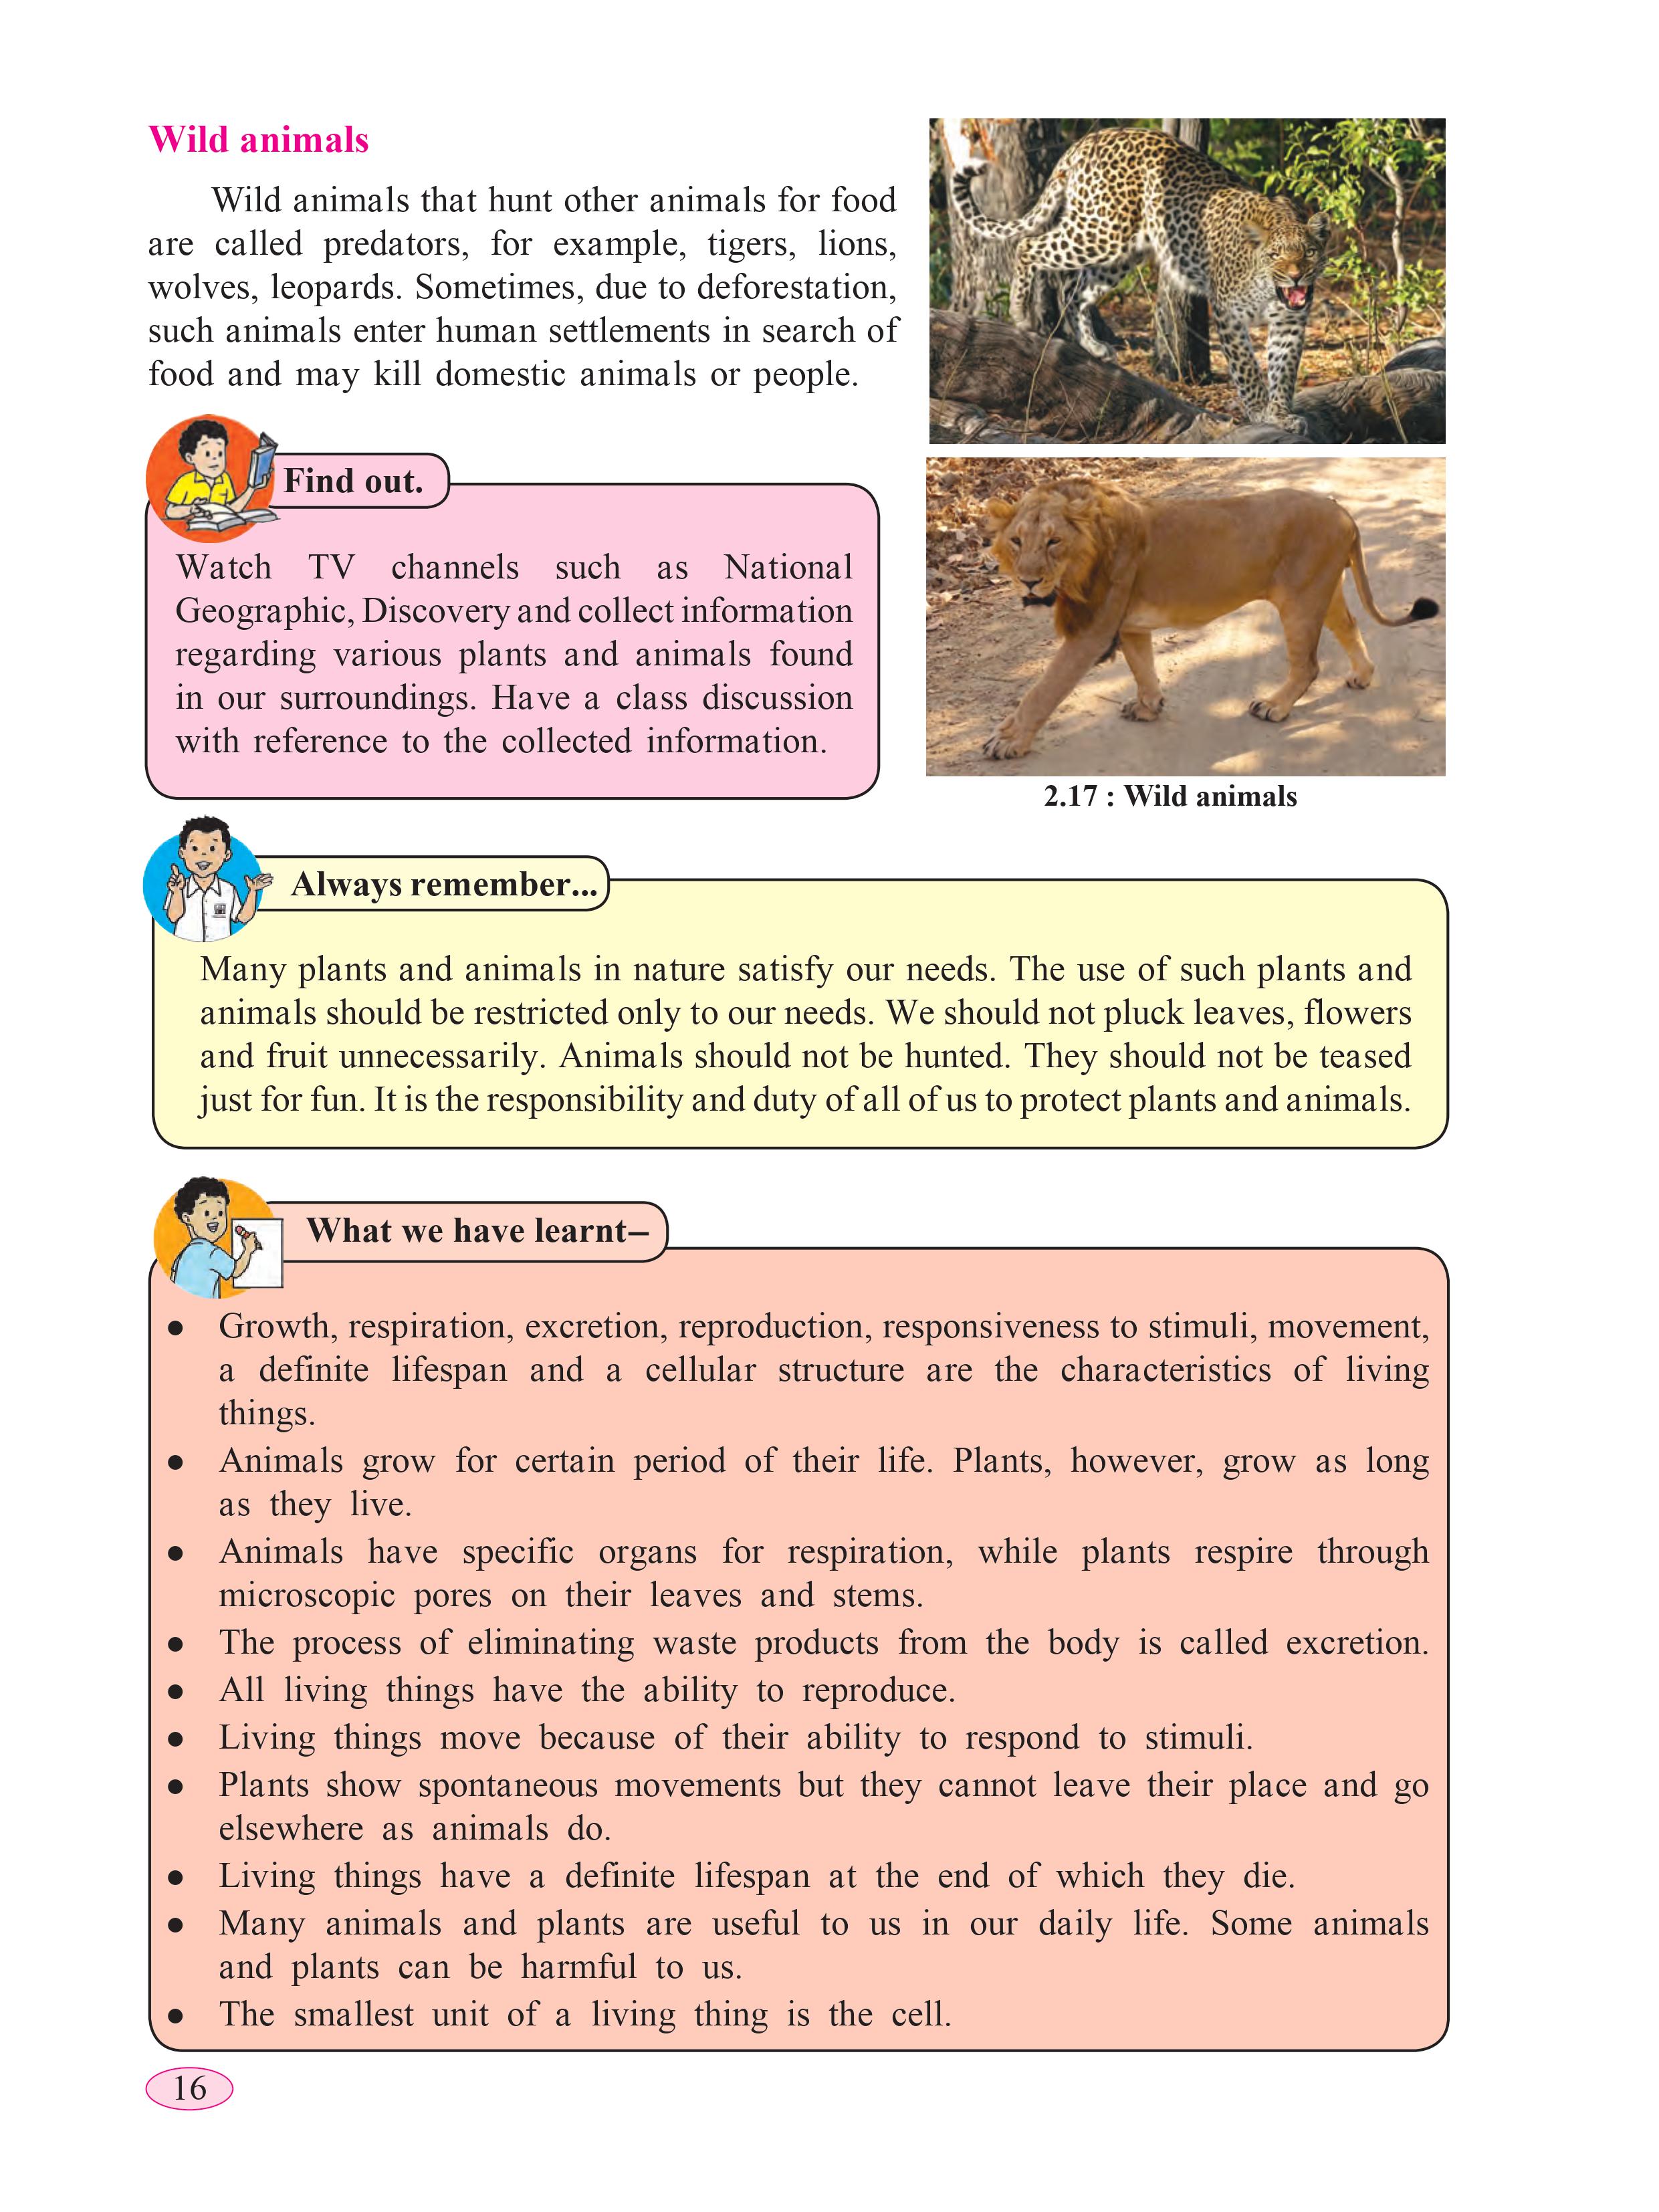 Wild animals
Wild animals that hunt other animals for food
are called predators, for example, tigers, lions,
wolves, leopards. Sometimes, due to deforestation,
such animals enter human settlements in search of
food and may kill domestic animals or people.
Find out.
Watch TV channels such as National
Geographic, Discovery and collect information
regarding various plants and animals found
in our surroundings. Have a class discussion
with reference to the collected information.
2.17 : Wild animals
Always remember...
Many plants and animals in nature satisfy our needs. The use of such plants and
animals should be restricted only to our needs. We should not pluck leaves, flowers
and fruit unnecessarily. Animals should not be hunted. They should not be teased
just for fun. It is the responsibility and duty of all of us to protect plants and animals.
What we have learnt–
● Growth, respiration, excretion, reproduction, responsiveness to stimuli, movement,
a definite lifespan and a cellular structure are the characteristics of living
things.
● Animals grow for certain period of their life. Plants, however, grow as long
as they live.
● Animals have specific organs for respiration, while plants respire through
microscopic pores on their leaves and stems.
● The process of eliminating waste products from the body is called excretion.
● All living things have the ability to reproduce.
● Living things move because of their ability to respond to stimuli.
● Plants show spontaneous movements but they cannot leave their place and go
elsewhere as animals do.
● Living things have a definite lifespan at the end of which they die.
● Many animals and plants are useful to us in our daily life. Some animals
and plants can be harmful to us.
● The smallest unit of a living thing is the cell.
16